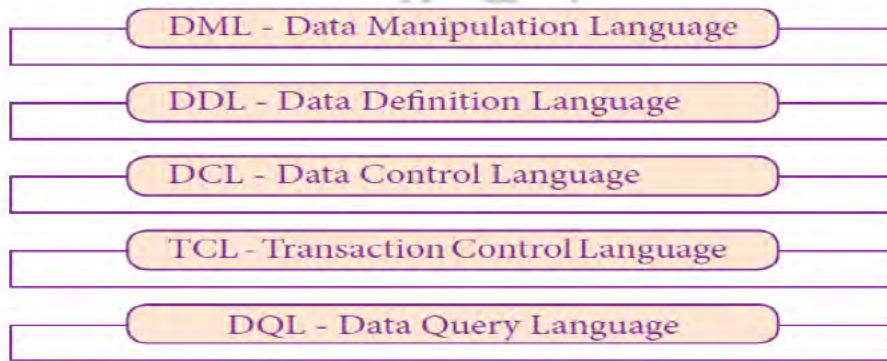 DML - Data Manipulation Language
DDL - Data Definition Language
DCL - Data Control Language
TCL - Transaction Control Language
DQL - Data Query Language